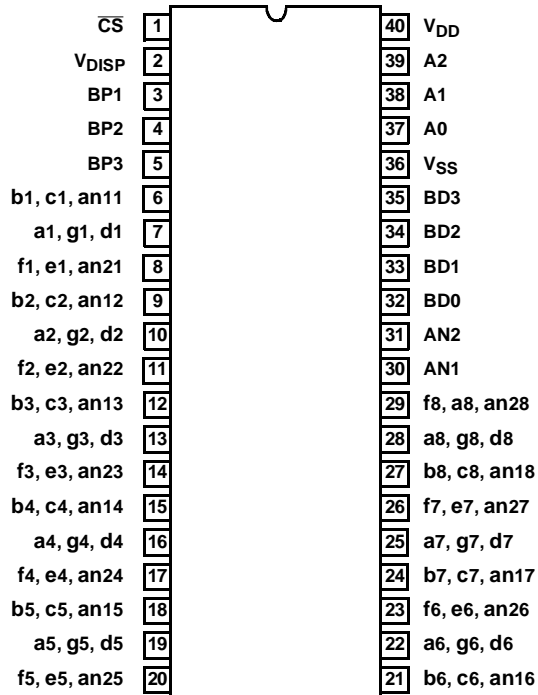 CS 1 40 VDD
VDISP 2 39 A2
BP1 3 38 A1
BP2 4 37 A0
BP3 5 36 VSS
b1, c1, an11 6 35 BD3
a1, g1, d1 7 34 BD2
f1, e1, an21 8 33 BD1
b2, c2, an12 9 32 BD0
a2, g2, d2 10 31 AN2
f2, e2, an22 11 30 AN1
b3, c3, an13 12 29 f8, a8, an28
a3, g3, d3 13 28 a8, g8, d8
f3, e3, an23 14 27 b8, c8, an18
b4, c4, an14 15 26 f7, e7, an27
a4, g4, d4 16 25 a7, g7, d7
f4, e4, an24 17 24 b7, c7, an17
b5, c5, an15 18 23 f6, e6, an26
a5, g5, d5 19 22 a6, g6, d6
f5, e5, an25 20 21 b6, c6, an16